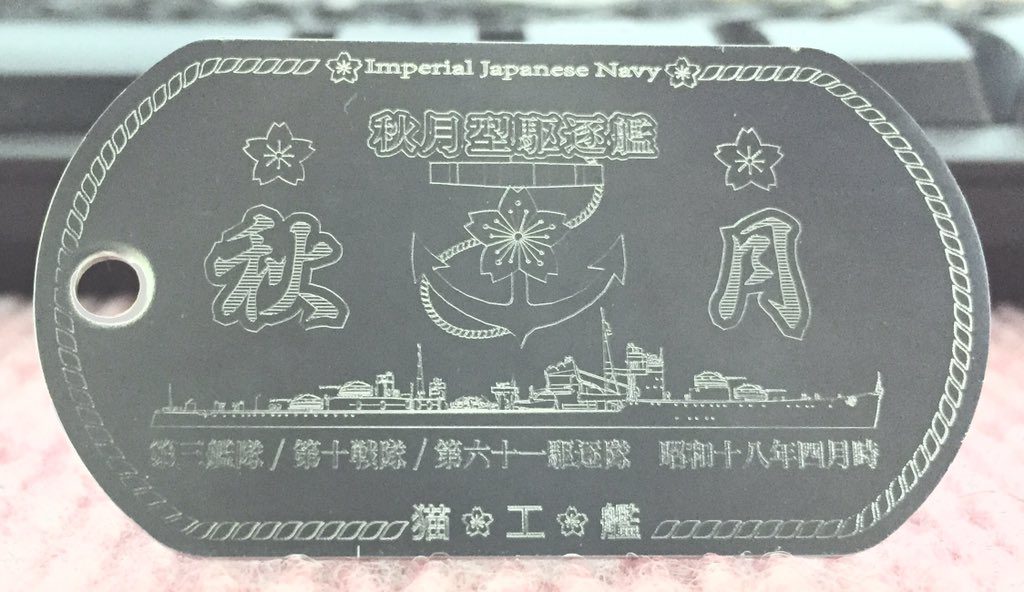 Imperial Japanese Navy
秋月型駆逐艦
秋月
第三艦隊/第十戦隊/第六十一駆逐隊 昭和十八年四月時
猫工艦